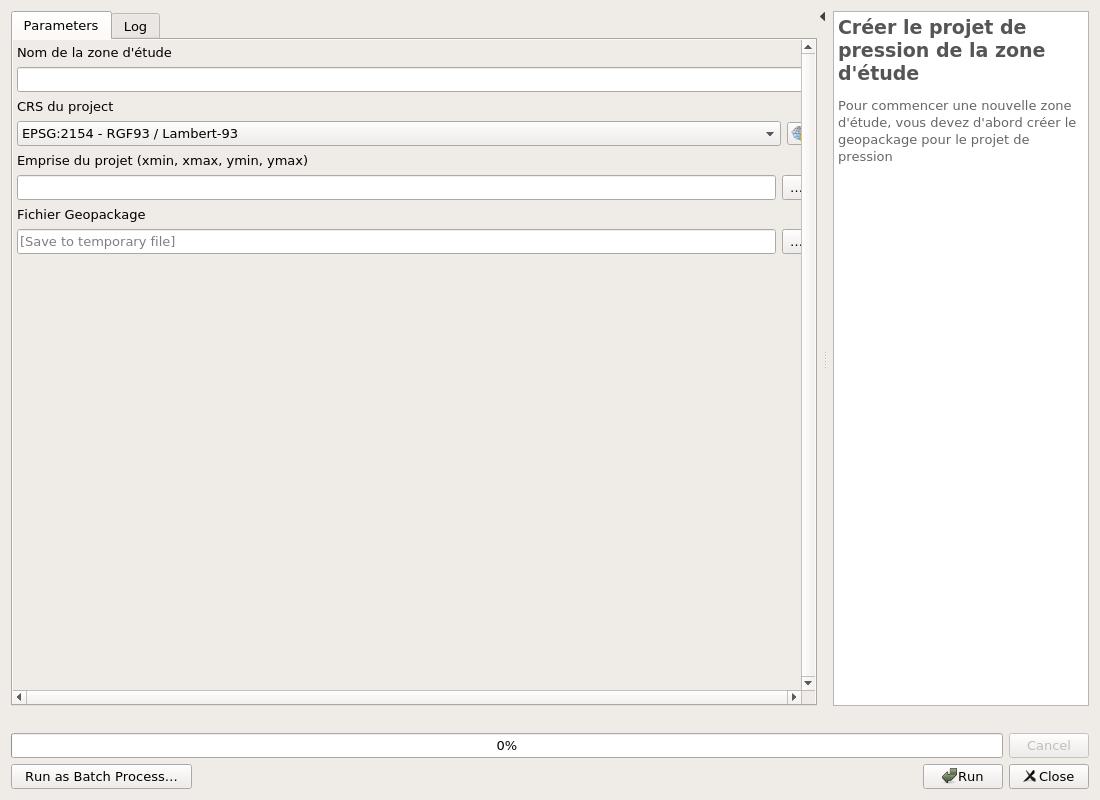 Parameters
Log
Nom de la zone d'étude
CRS du project
EPSG:2154 - RGF93 / Lambert-93
Emprise du projet (xmin, xmax, ymin, ymax)
...
Fichier Geopackage
[Save to temporary file]
...
Créer le projet de
pression de la zone
d'étude
Pour commencer une nouvelle zone
d'étude, vous devez d'abord créer le
geopackage pour le projet de
pression
0%
Cancel
Run as Batch Process...
Run
Close